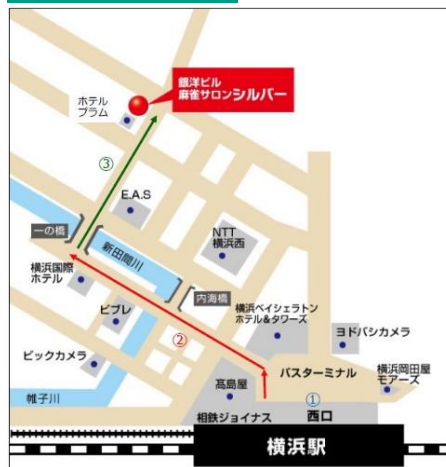 銀洋ビル
麻雀サロンシルバー
ホテル
プラム
③
E.A.S
一の橋
新田間川
NTT
横浜西
横浜国際
ホテル
内海橋
ビブレ
横浜ベイシェラトン
ホテル&タワーズ
ヨドバシカメラ
②
ビックカメラ
バスターミナル
横浜岡田屋
モアーズ
髙島屋
①
帷子川
相鉄ジョイナス
西口
横浜駅